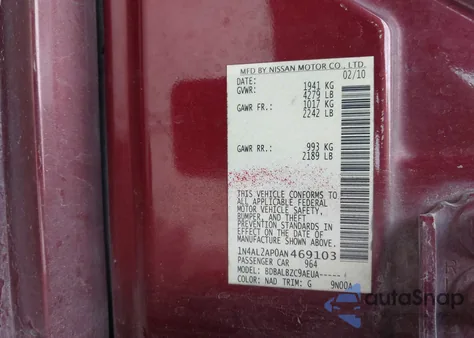 MFD BY NISSAN MOTOR CO., LTD.
DATE: 02/10
GVWR: 1941 KG
4279 LB
GAWR FR.: 1017 KG
2242 LB
GAWR RR.: 993 KG
2189 LB
THIS VEHICLE CONFORMS TO
ALL APPLICABLE FEDERAL
MOTOR VEHICLE SAFETY,
BUMPER, AND THEFT
PREVENTION STANDARDS IN
EFFECT ON THE DATE OF
MANUFACTURE SHOWN ABOVE.
1N4AL2AP0AN469103
PASSENGER CAR 964
MODEL: BDBALBZC9AEUA-----
COLOR: NAD TRIM: G 9N00A
autoSnap